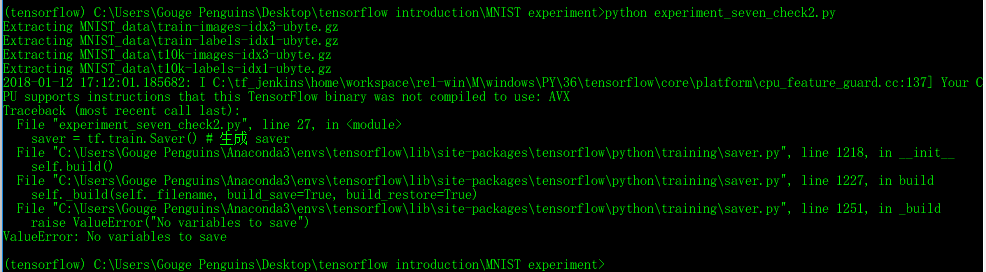 (tensorflow) C:\Users\Gouge Penguins\Desktop\tensorflow introduction\MNIST experiment>python experiment_seven_check2.py
Extracting MNIST_data\train-images-idx3-ubyte.gz
Extracting MNIST_data\train-labels-idx1-ubyte.gz
Extracting MNIST_data\t10k-images-idx3-ubyte.gz
Extracting MNIST_data\t10k-labels-idx1-ubyte.gz
2018-01-12 17:12:01.185682: I C:\tf_jenkins\home\workspace\rel-win\M\windows\PY\36\tensorflow\core\platform\cpu_feature_guard.cc:137] Your C
PU supports instructions that this TensorFlow binary was not compiled to use: AVX
Traceback (most recent call last):
  File "experiment_seven_check2.py", line 27, in <module>
    saver = tf.train.Saver() # 生成 saver
  File "C:\Users\Gouge Penguins\Anaconda3\envs\tensorflow\lib\site-packages\tensorflow\python\training\saver.py", line 1218, in __init__
    self.build()
  File "C:\Users\Gouge Penguins\Anaconda3\envs\tensorflow\lib\site-packages\tensorflow\python\training\saver.py", line 1227, in build
    self._build(self._filename, build_save=True, build_restore=True)
  File "C:\Users\Gouge Penguins\Anaconda3\envs\tensorflow\lib\site-packages\tensorflow\python\training\saver.py", line 1251, in _build
    raise ValueError("No variables to save")
ValueError: No variables to save
(tensorflow) C:\Users\Gouge Penguins\Desktop\tensorflow introduction\MNIST experiment>